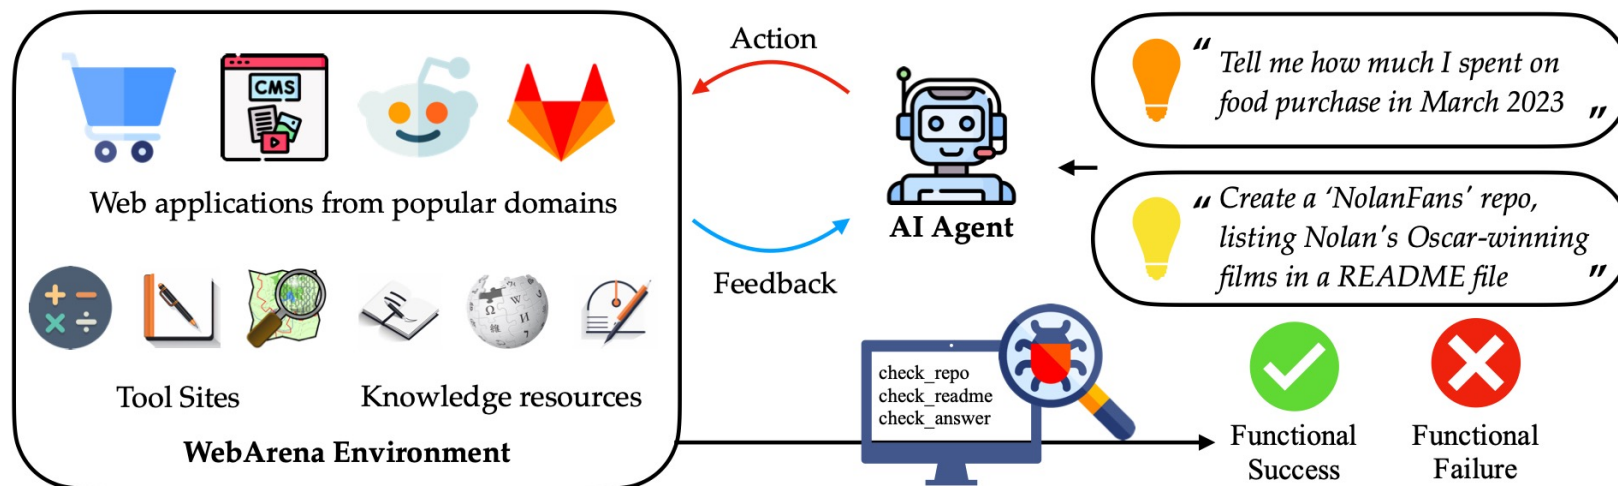 CMS
Web applications from popular domains
Tool Sites
Knowledge resources
WebArena Environment
Action
Feedback
AI Agent
“ Tell me how much I spent on
food purchase in March 2023 ”
“ Create a ‘NolanFans’ repo,
listing Nolan's Oscar-winning
films in a README file ”
check_repo
check_readme
check_answer
Functional
Success
Functional
Failure